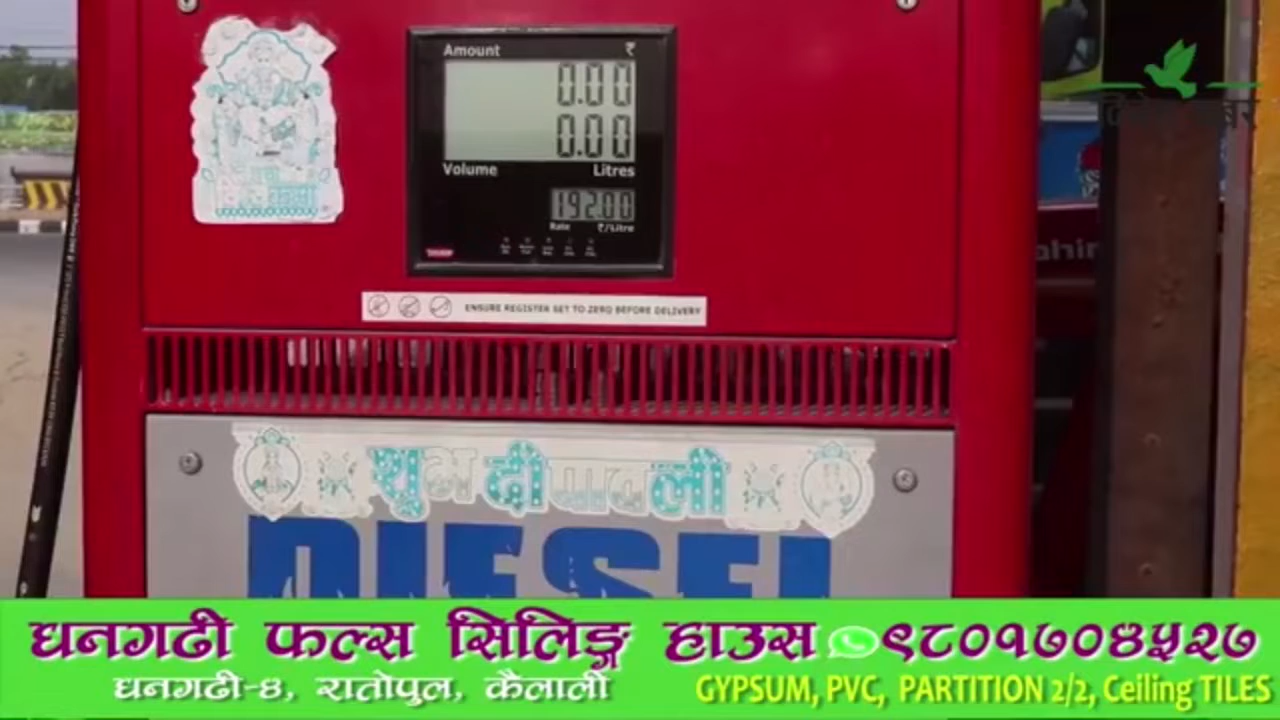 Amount ₹
0.00
0.00
Volume Litres
192.00
Rate ₹/Litre
ENSURE REGISTER SET TO ZERO BEFORE DELIVERY
शुभ दीपावली
DIESEL
धनगढी फल्स सिलिङ्ग हाउस ९८०१७०४५२७
धनगढी-४, रातोपुल, कैलाली
GYPSUM, PVC, PARTITION 2/2, Ceiling TILES